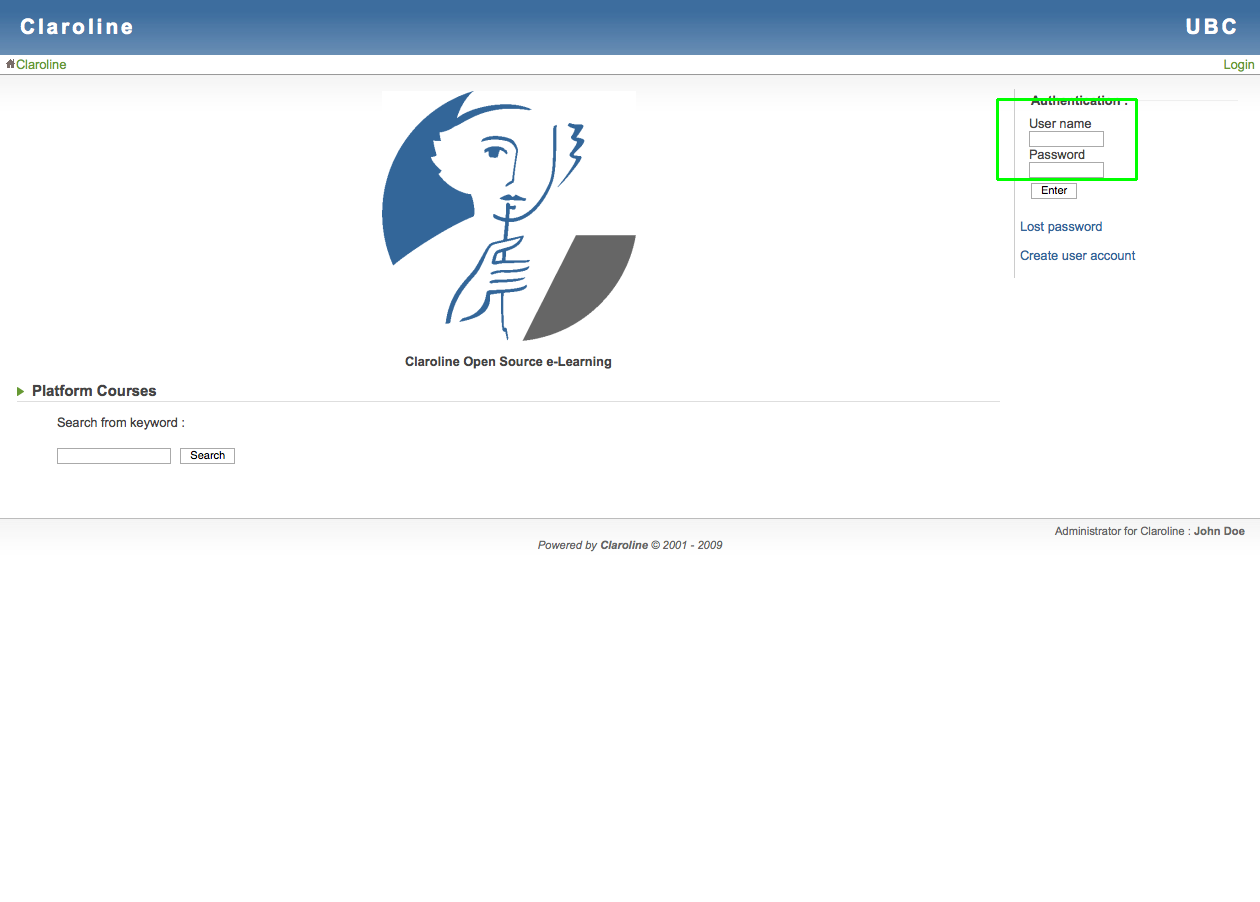 Claroline
UBC
Claroline
Login
Authentication :
User name
Password
Enter
Lost password
Create user account
Claroline Open Source e-Learning
Platform Courses
Search from keyword :
Search
Administrator for Claroline : John Doe
Powered by Claroline © 2001 - 2009